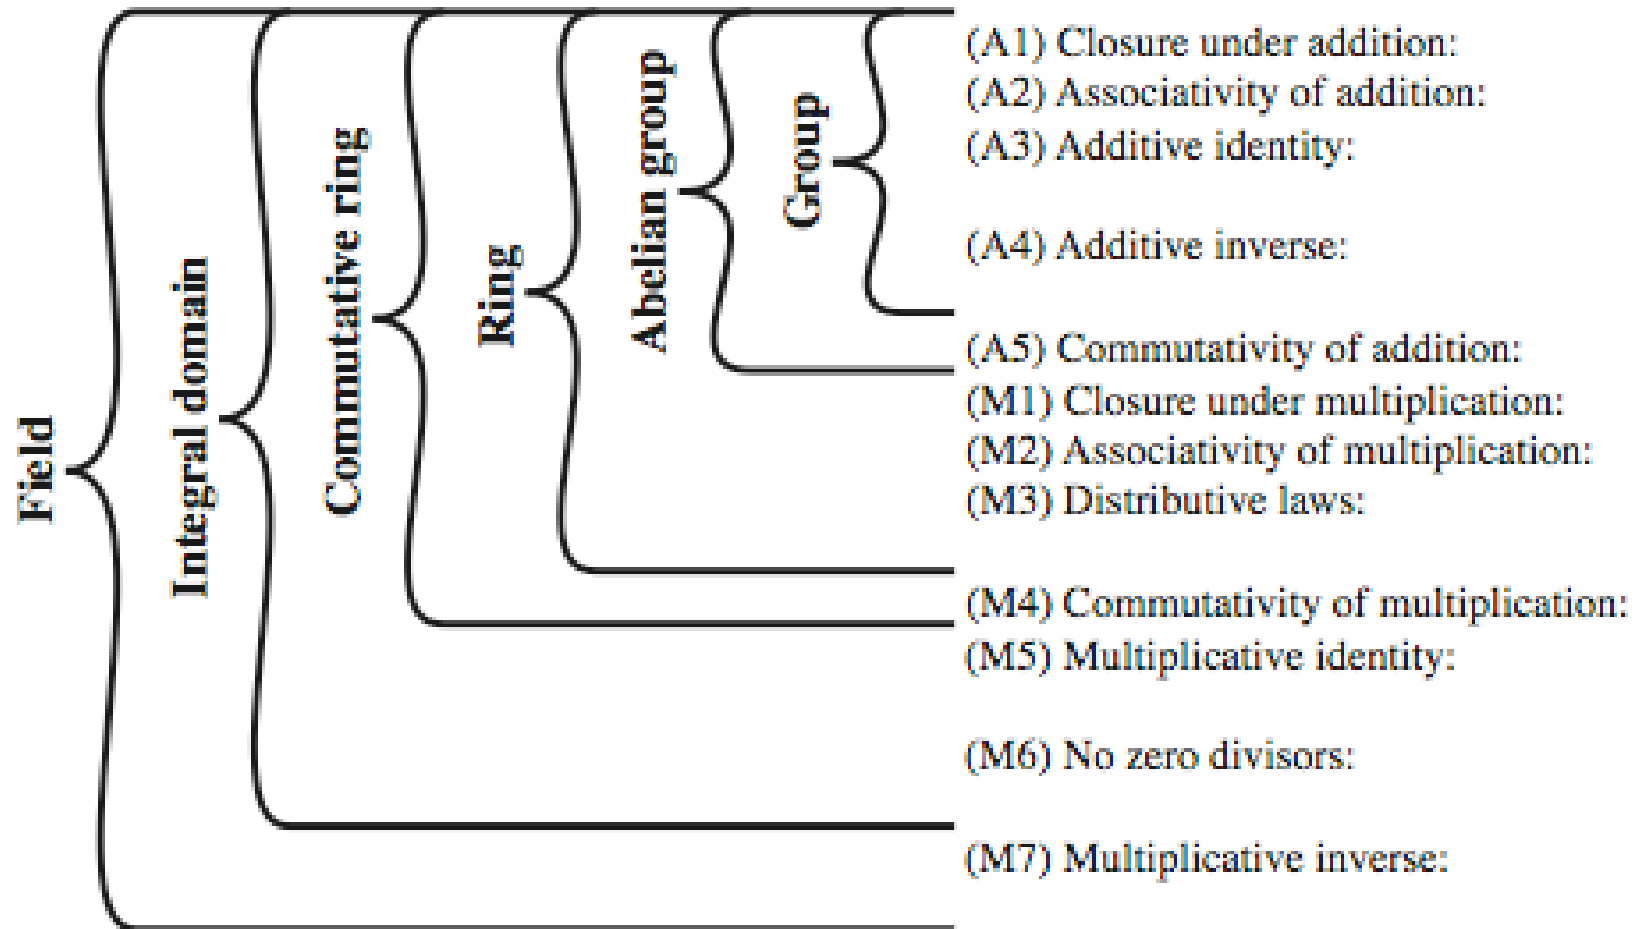 Field
Integral domain
Commutative ring
Ring
Abelian group
Group
(A1) Closure under addition:
(A2) Associativity of addition:
(A3) Additive identity:
(A4) Additive inverse:
(A5) Commutativity of addition:
(M1) Closure under multiplication:
(M2) Associativity of multiplication:
(M3) Distributive laws:
(M4) Commutativity of multiplication:
(M5) Multiplicative identity:
(M6) No zero divisors:
(M7) Multiplicative inverse: